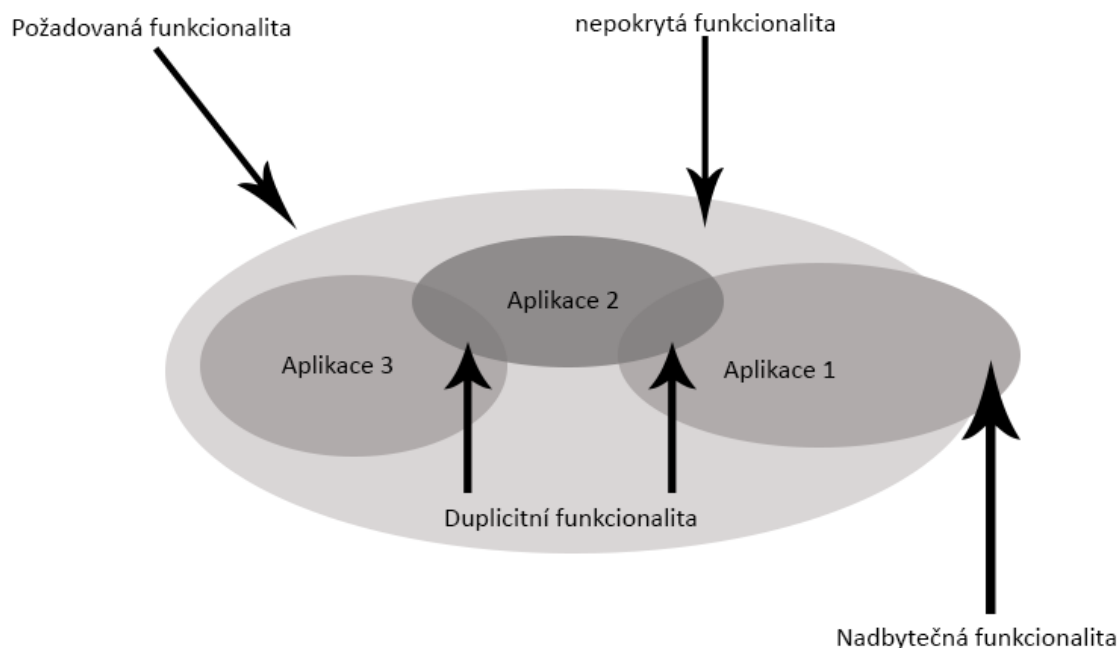 Požadovaná funkcionalita
nepokrytá funkcionalita
Aplikace 2
Aplikace 3
Aplikace 1
Duplicitní funkcionalita
Nadbytečná funkcionalita